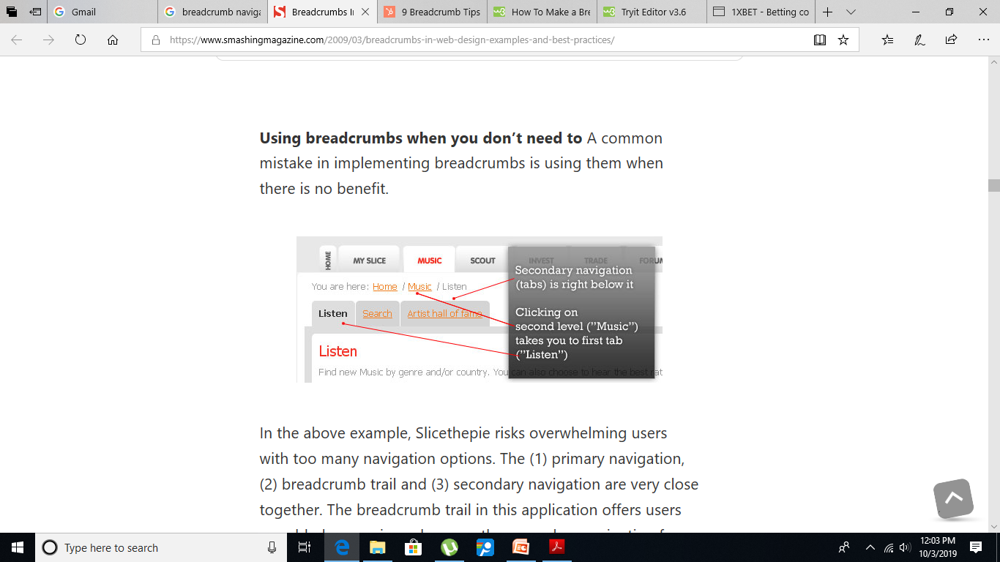 Gmail
breadcrumb naviga
Breadcrumbs In
9 Breadcrumb Tips
How To Make a Bre
Tryit Editor v3.6
1XBET - Betting co
https://www.smashingmagazine.com/2009/03/breadcrumbs-in-web-design-examples-and-best-practices/
Using breadcrumbs when you don't need to A common
mistake in implementing breadcrumbs is using them when
there is no benefit.
HOME MY SLICE MUSIC SCOUT INVEST TRADE FORUM
You are here: Home / Music / Listen
Listen Search Artist hall of fame
Listen
Find new Music by genre and/or country. You can also choose to hear the best rat
Secondary navigation
(tabs) is right below it
Clicking on
second level ("Music")
takes you to first tab
("Listen")
In the above example, Slicethepie risks overwhelming users
with too many navigation options. The (1) primary navigation,
(2) breadcrumb trail and (3) secondary navigation are very close
together. The breadcrumb trail in this application offers users
Type here to search
12:03 PM
10/3/2019